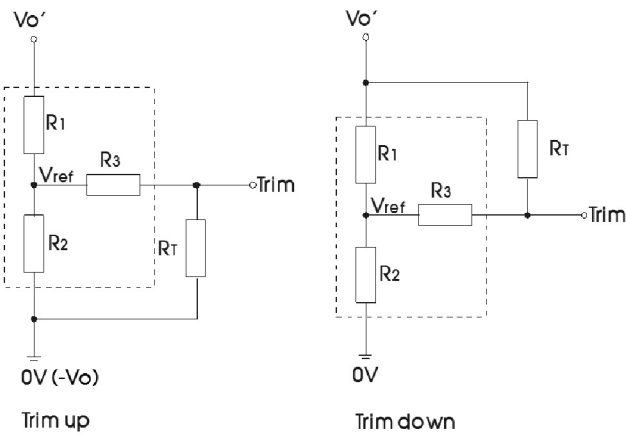 Vo’
R1
Vref
R3
Trim
R2
RT
0V (-Vo)
Trim up
Vo’
R1
RT
Vref
R3
Trim
R2
0V
Trim down